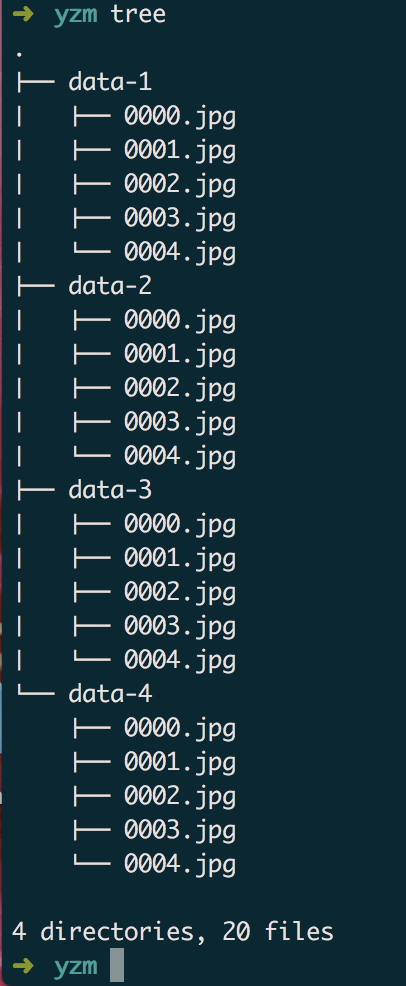 ➜  yzm tree
.
├── data-1
│   ├── 0000.jpg
│   ├── 0001.jpg
│   ├── 0002.jpg
│   ├── 0003.jpg
│   └── 0004.jpg
├── data-2
│   ├── 0000.jpg
│   ├── 0001.jpg
│   ├── 0002.jpg
│   ├── 0003.jpg
│   └── 0004.jpg
├── data-3
│   ├── 0000.jpg
│   ├── 0001.jpg
│   ├── 0002.jpg
│   ├── 0003.jpg
│   └── 0004.jpg
└── data-4
    ├── 0000.jpg
    ├── 0001.jpg
    ├── 0002.jpg
    ├── 0003.jpg
    └── 0004.jpg

4 directories, 20 files
➜  yzm